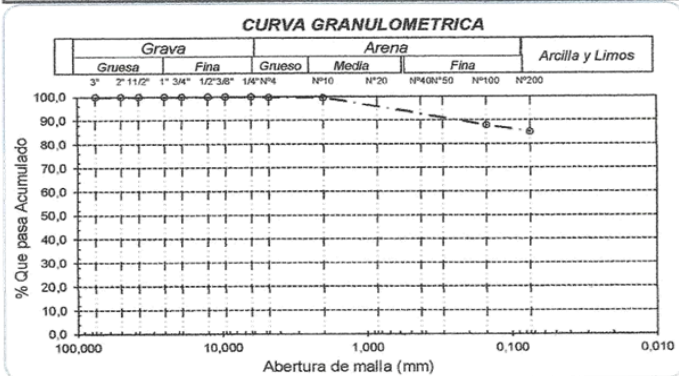 CURVA GRANULOMETRICA
Grava Arena Arcilla y Limos
Gruesa Fina Grueso Media Fina
3" 2" 1 1/2" 1" 3/4" 1/2" 3/8" 1/4" Nº4 Nº10 Nº20 Nº40 Nº50 Nº100 Nº200
100,0
90,0
80,0
70,0
60,0
50,0
40,0
30,0
20,0
10,0
0,0
% Que pasa Acumulado
100,000 10,000 1,000 0,100 0,010
Abertura de malla (mm)